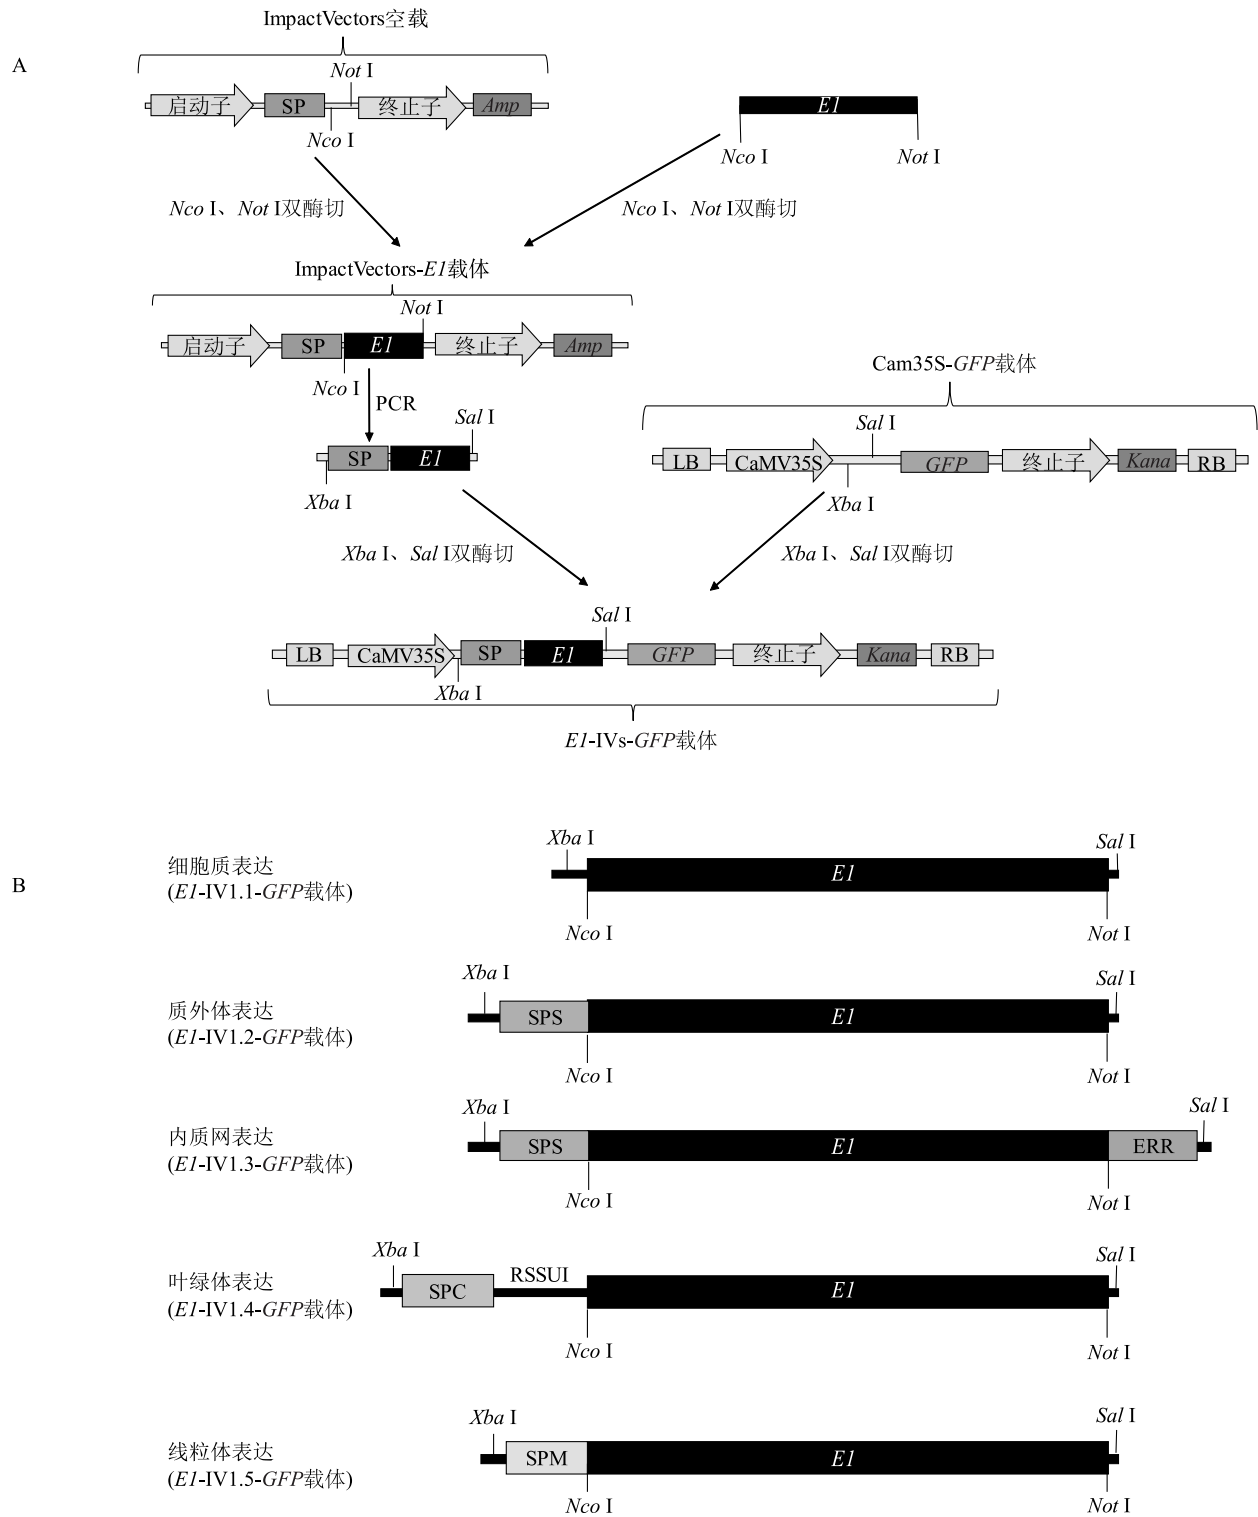 A
ImpactVectors空载
启动子
SP
Nco I
Not I
终止子
Amp
E1
Nco I
Not I
Nco I、Not I双酶切
Nco I、Not I双酶切
ImpactVectors-E1载体
启动子
SP
E1
Nco I
Not I
终止子
Amp
PCR
SP
E1
Xba I
Sal I
Cam35S-GFP载体
LB
CaMV35S
Xba I
Sal I
GFP
终止子
Kana
RB
Xba I、Sal I双酶切
Xba I、Sal I双酶切
LB
CaMV35S
Xba I
SP
E1
Sal I
GFP
终止子
Kana
RB
E1-IVs-GFP载体
B
细胞质表达
(E1-IV1.1-GFP载体)
Xba I
E1
Sal I
Nco I
Not I
质外体表达
(E1-IV1.2-GFP载体)
Xba I
SPS
E1
Sal I
Nco I
Not I
内质网表达
(E1-IV1.3-GFP载体)
Xba I
SPS
E1
ERR
Sal I
Nco I
Not I
叶绿体表达
(E1-IV1.4-GFP载体)
Xba I
SPC
RSSUI
E1
Sal I
Nco I
Not I
线粒体表达
(E1-IV1.5-GFP载体)
Xba I
SPM
E1
Sal I
Nco I
Not I